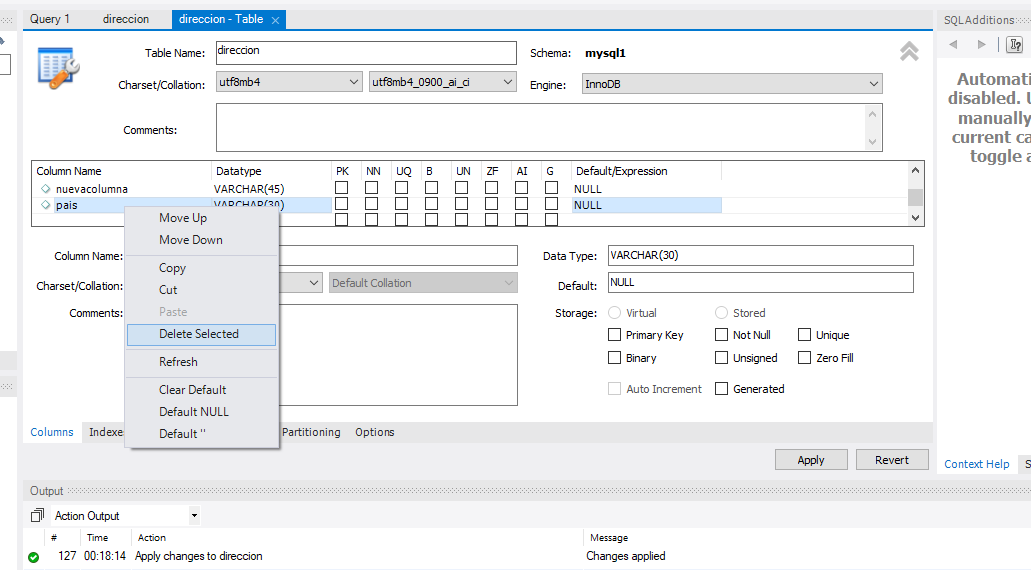 Query 1 direccion direccion - Table SQLAdditions
Table Name: direccion Schema: mysql1
Charset/Collation: utf8mb4 utf8mb4_0900_ai_ci Engine: InnoDB
Comments:
Automati
disabled. U
manually
current ca
toggle a
Column Name Datatype PK NN UQ B UN ZF AI G Default/Expression
nuevacolumna VARCHAR(45) NULL
pais VARCHAR(30) NULL
Move Up
Move Down
Copy
Cut
Paste
Delete Selected
Refresh
Clear Default
Default NULL
Default ''
Column Name: Data Type: VARCHAR(30)
Charset/Collation: Default Collation Default: NULL
Comments: Storage: Virtual Stored
Primary Key Not Null Unique
Binary Unsigned Zero Fill
Auto Increment Generated
Columns Indexe Partitioning Options
Apply Revert
Context Help S
Output
Action Output
# Time Action Message
127 00:18:14 Apply changes to direccion Changes applied